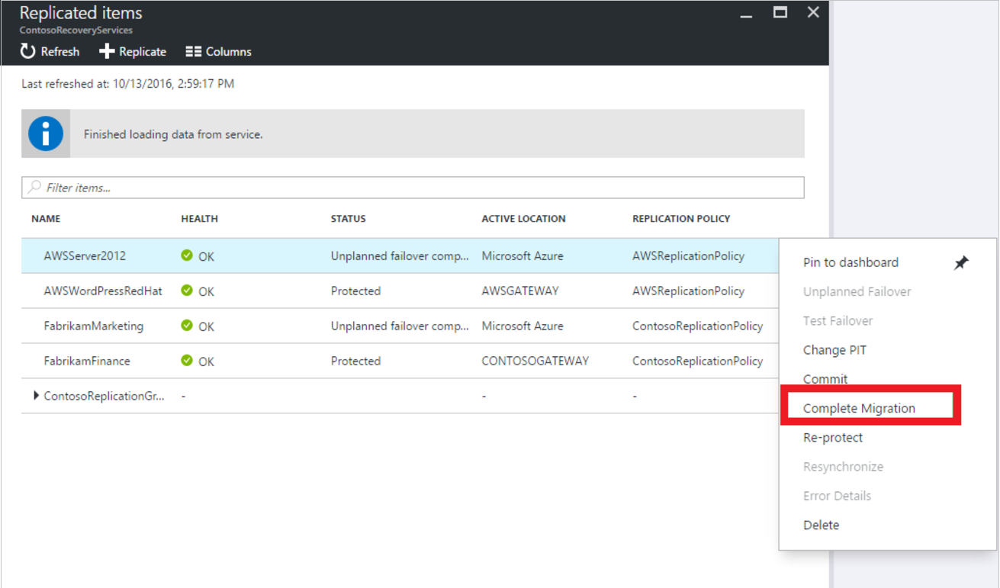 Replicated items
ContosoRecoveryServices
Refresh Replicate Columns
Last refreshed at: 10/13/2016, 2:59:17 PM
Finished loading data from service.
Filter items...
NAME HEALTH STATUS ACTIVE LOCATION REPLICATION POLICY
AWSServer2012 OK Unplanned failover comp... Microsoft Azure AWSReplicationPolicy
AWSWordPressRedHat OK Protected AWSGATEWAY AWSReplicationPolicy
FabrikamMarketing OK Unplanned failover comp... Microsoft Azure ContosoReplicationPolicy
FabrikamFinance OK Protected CONTOSOGATEWAY ContosoReplicationPolicy
ContosoReplicationGr... - - -
Pin to dashboard
Unplanned Failover
Test Failover
Change PIT
Commit
Complete Migration
Re-protect
Resynchronize
Error Details
Delete